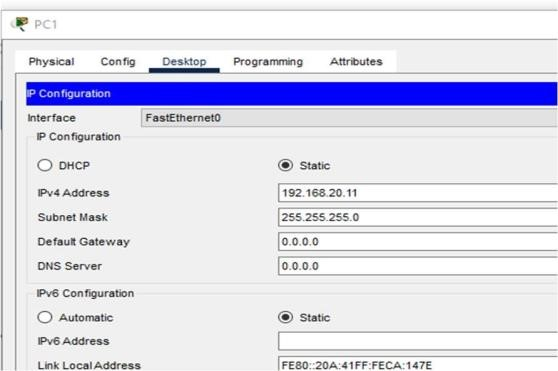 PC1
Physical Config Desktop Programming Attributes
IP Configuration
Interface FastEthernet0
IP Configuration
DHCP Static
IPv4 Address 192.168.20.11
Subnet Mask 255.255.255.0
Default Gateway 0.0.0.0
DNS Server 0.0.0.0
IPv6 Configuration
Automatic Static
IPv6 Address
Link Local Address FE80::20A:41FF:FECA:147E